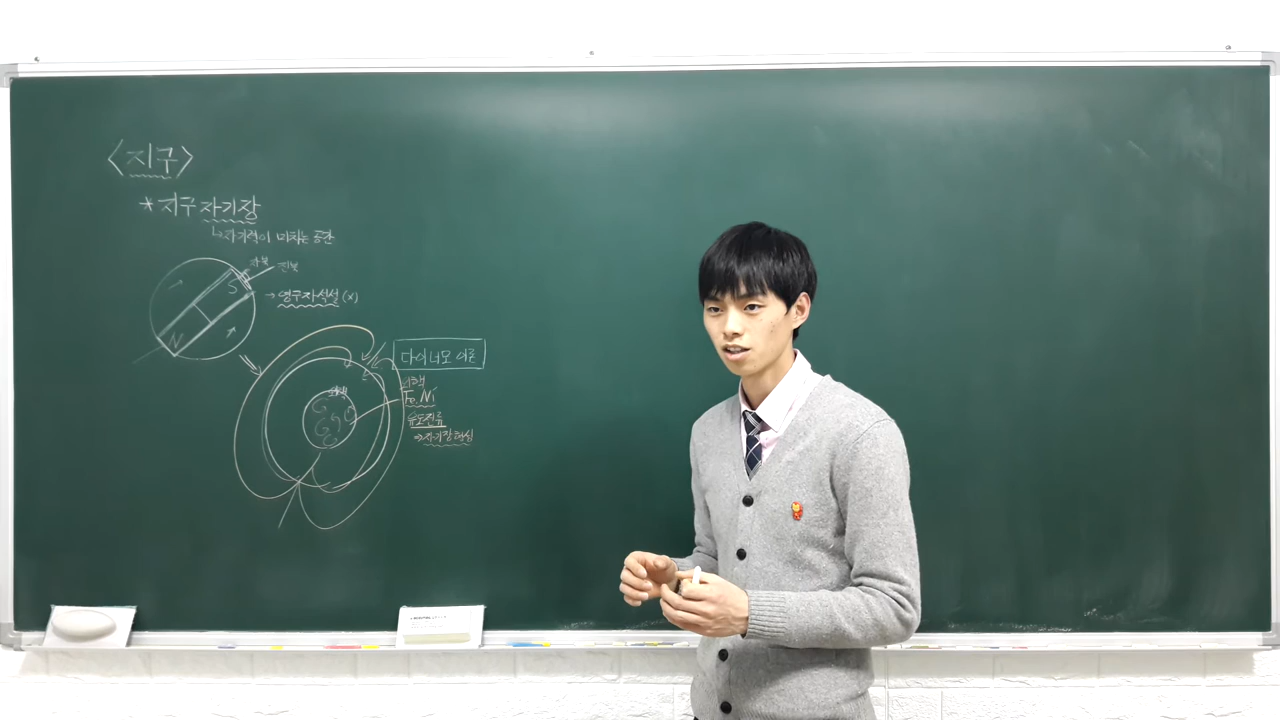 <지구>
* 지구 자기장
↳ 자기력이 미치는 공간
자북 진북
S
→ 영구자석설 (x)
N
다이너모 이론
외핵
Fe, Ni
유도전류
⇒ 자기장 형성